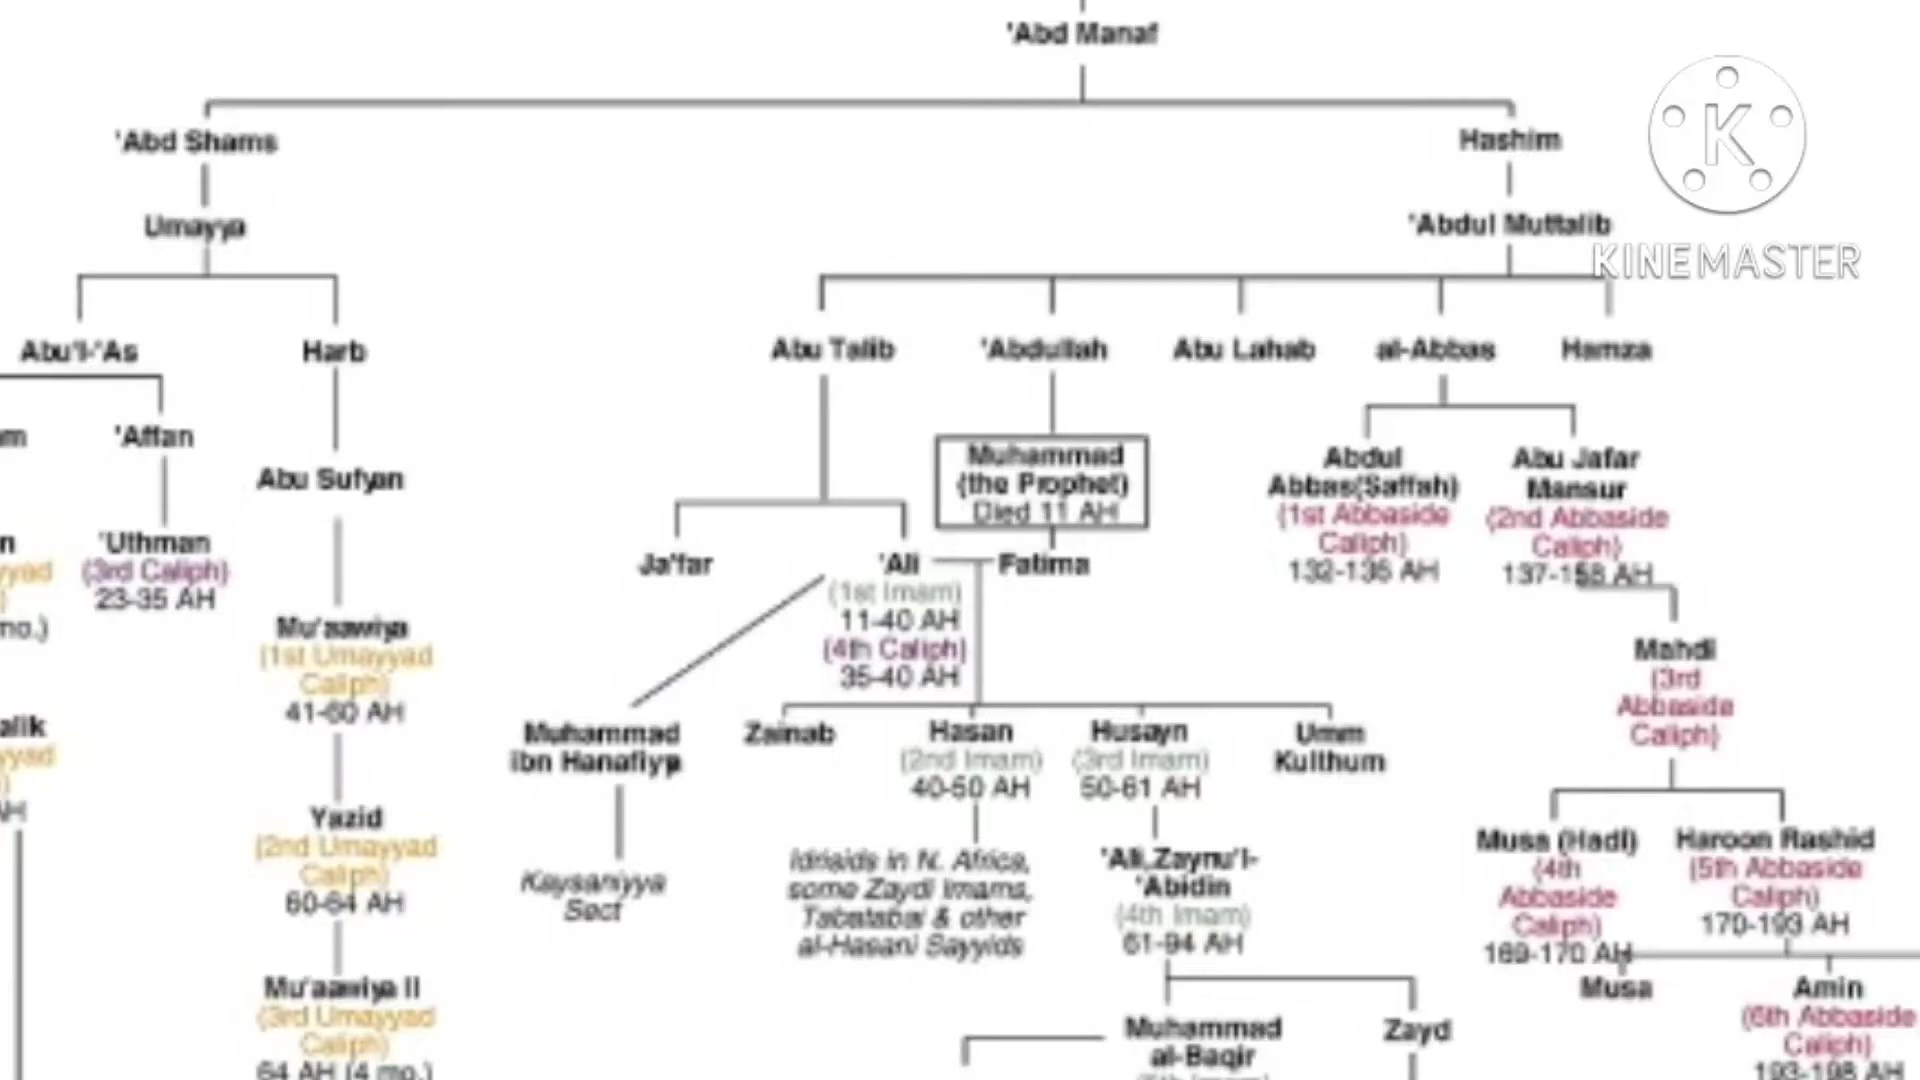 'Abd Manaf
'Abd Shams
Hashim
K
KINEMASTER
Umayya
'Abdul Muttalib
Abu'l-'As
Harb
Abu Talib
'Abdullah
Abu Lahab
al-Abbas
Hamza
'Affan
Abu Sufyan
Muhammad
(the Prophet)
Died 11 AH
Abdul
Abbas(Saffah)
(1st Abbaside
Caliph)
132-136 AH
Abu Jafar
Mansur
(2nd Abbaside
Caliph)
137-158 AH
'Uthman
(3rd Caliph)
23-35 AH
Ja'far
'Ali
(1st Imam)
11-40 AH
(4th Caliph)
35-40 AH
Fatima
Mu'aawiya
(1st Umayyad
Caliph)
41-60 AH
Mahdi
(3rd
Abbaside
Caliph)
Muhammad
ibn Hanafiyya
Zainab
Hasan
(2nd Imam)
40-50 AH
Husayn
(3rd Imam)
50-61 AH
Umm
Kulthum
Yazid
(2nd Umayyad
Caliph)
60-64 AH
Kaysaniyya
Sect
Idrisids in N. Africa,
some Zaydi Imams,
Tabatabai & other
al-Hasani Sayyids
'Ali,Zaynu'l-
'Abidin
(4th Imam)
61-94 AH
Musa (Hadi)
(4th
Abbaside
Caliph)
169-170 AH
Haroon Rashid
(5th Abbaside
Caliph)
170-193 AH
Mu'aawiya II
(3rd Umayyad
Caliph)
64 AH (4 mo.)
Muhammad
al-Baqir
Zayd
Musa
Amin
(6th Abbaside
Caliph)
193-198 AH